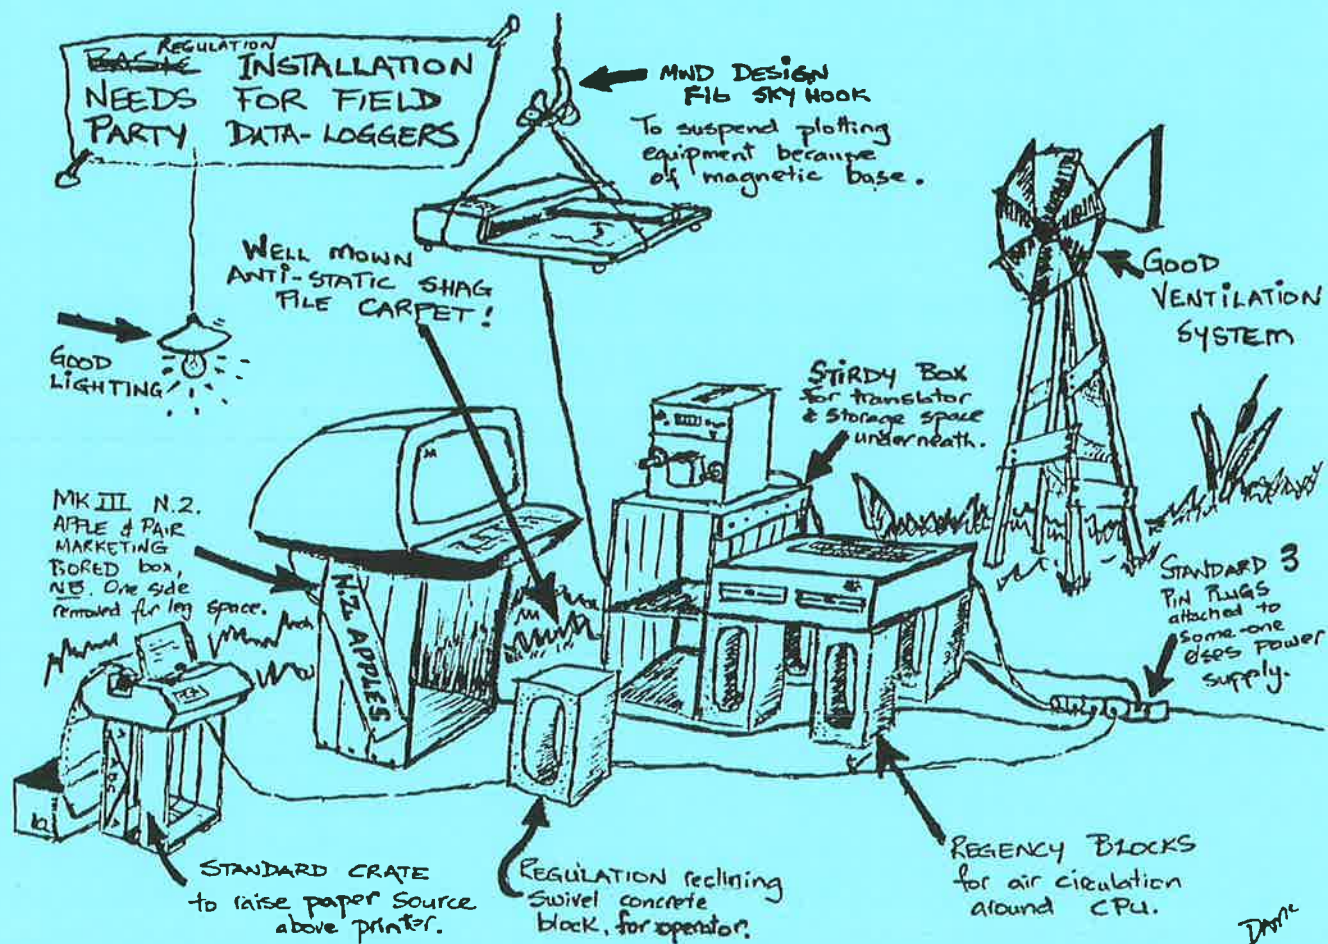 REGULATION
BASIC INSTALLATION
NEEDS FOR FIELD
PARTY DATA-LOGGERS
MWD DESIGN
F16 SKY HOOK
To suspend plotting
equipment because
of magnetic base.
WELL MOWN
ANTI-STATIC SHAG
PILE CARPET!
GOOD
VENTILATION
SYSTEM
GOOD
LIGHTING
STIRDY BOX
for translator
& storage space
underneath.
MK III N.Z.
APPLE & PAIR
MARKETING
BORED box,
NB. One side
removed for leg space.
N.Z. APPLES
STANDARD 3
PIN PLUGS
attached to
some-one
elses power
supply.
STANDARD CRATE
to raise paper source
above printer.
REGULATION reclining
Swivel concrete
block, for operator.
REGENCY BLOCKS
for air circulation
around CPU.